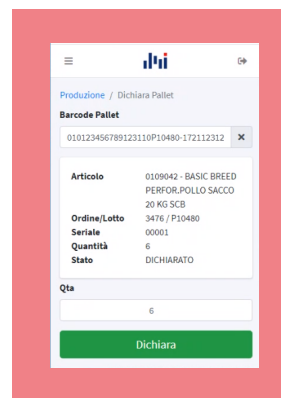 Produzione / Dichiara Pallet
Barcode Pallet
010123456789123110P10480-172112312
Articolo 0109042 - BASIC BREED
PERFOR.POLLO SACCO
20 KG SCB
Ordine/Lotto 3476 / P10480
Seriale 00001
Quantità 6
Stato DICHIARATO
Qta
6
Dichiara